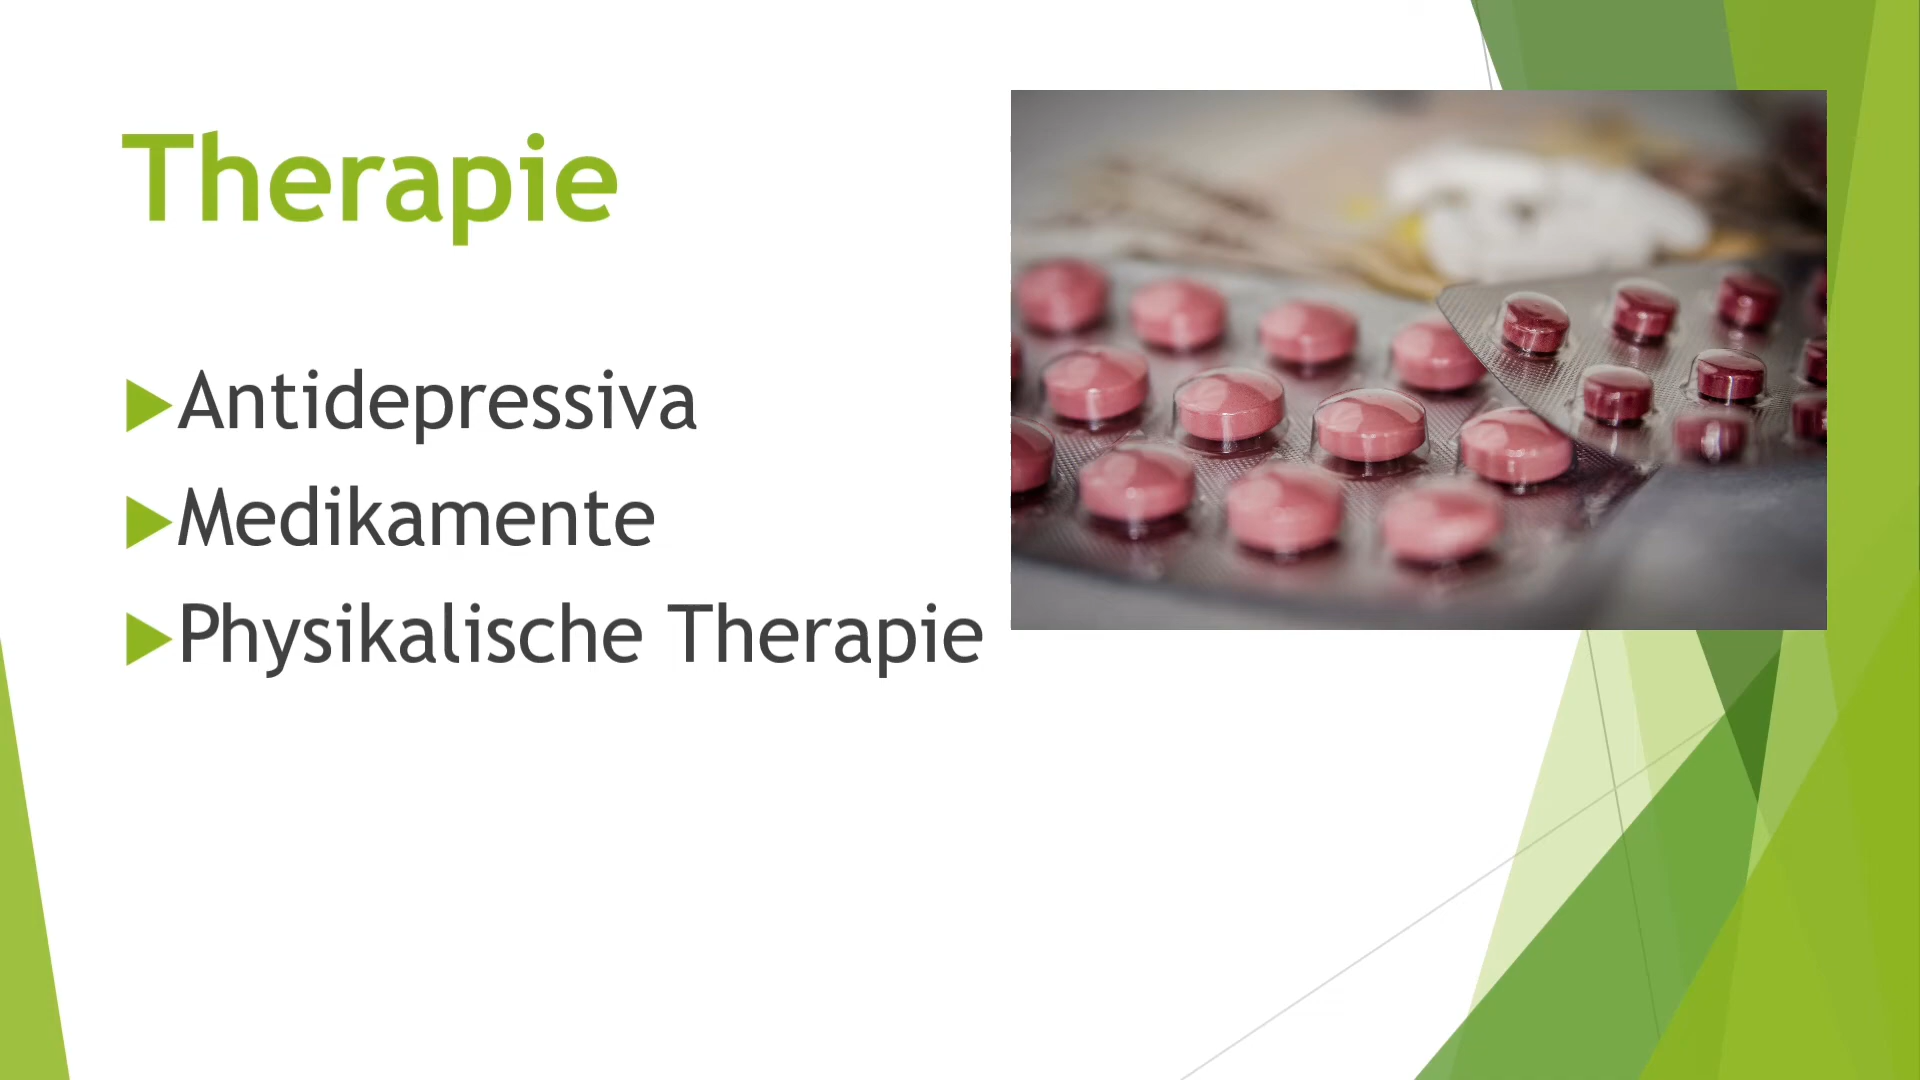 Therapie
Antidepressiva
Medikamente
Physikalische Therapie